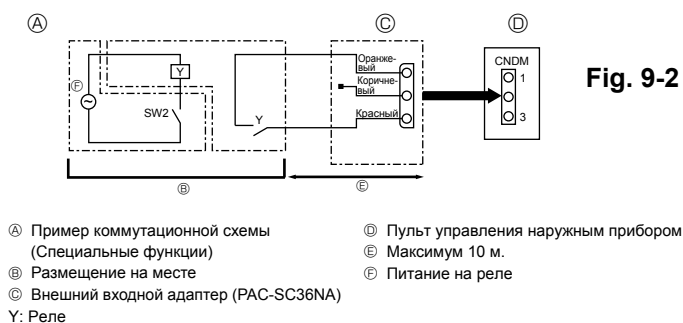 Ⓐ Ⓒ Ⓓ
Оранже-
вый
Коричне-
вый
Красный
CNDM
1
3
Fig. 9-2
Ⓕ
Y
SW2
Y
Ⓑ
Ⓔ
Ⓐ Пример коммутационной схемы
(Специальные функции)
Ⓑ Размещение на месте
Ⓒ Внешний входной адаптер (PAC-SC36NA)
Y: Реле
Ⓓ Пульт управления наружным прибором
Ⓔ Максимум 10 м.
Ⓕ Питание на реле